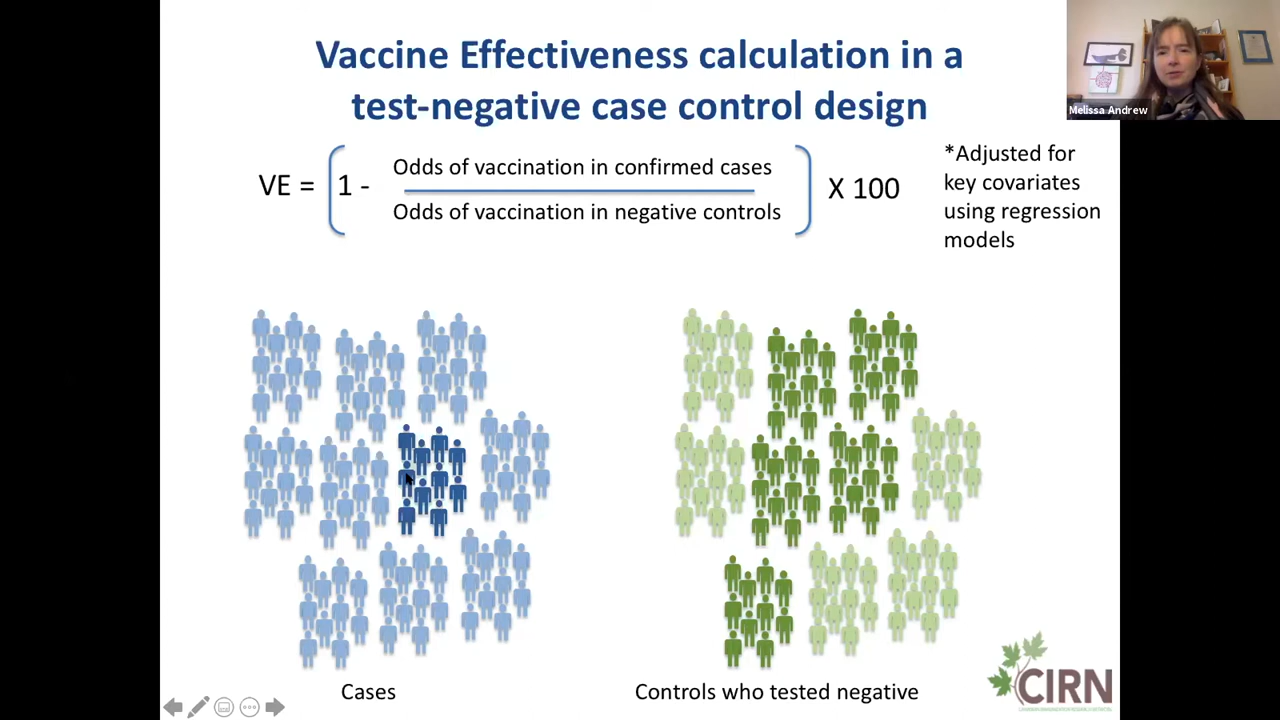 Vaccine Effectiveness calculation in a
test-negative case control design
Melissa Andrew
VE =
1 -
Odds of vaccination in confirmed cases
Odds of vaccination in negative controls
X 100
*Adjusted for
key covariates
using regression
models
Cases
Controls who tested negative
CIRN